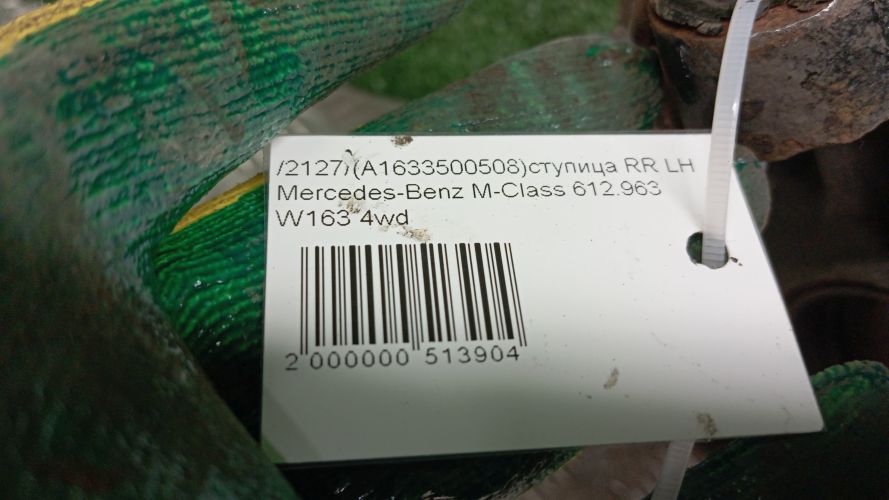 /2127/(A1633500508)ступица RR LH
Mercedes-Benz M-Class 612.963
W163 4wd
2 000000 513904